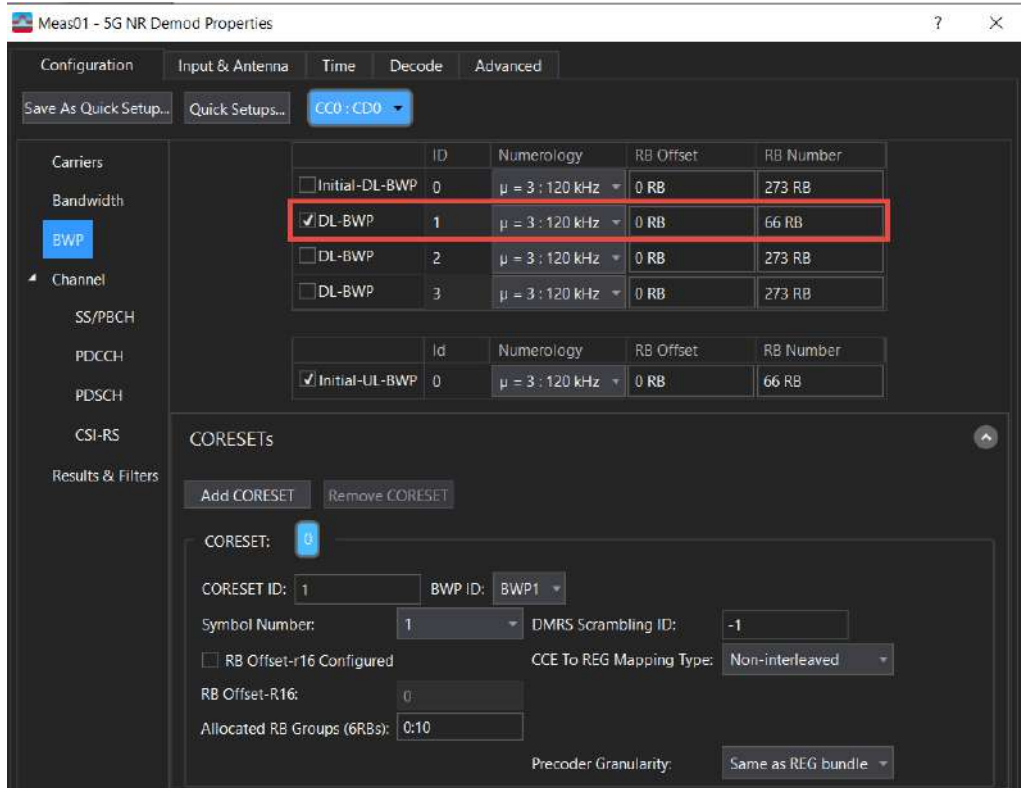 Meas01 - 5G NR Demod Properties ? ×
Configuration Input & Antenna Time Decode Advanced
Save As Quick Setup... Quick Setups... CC0 : CD0
Carriers
Bandwidth
BWP
Channel
SS/PBCH
PDCCH
PDSCH
CSI-RS
Results & Filters
ID Numerology RB Offset RB Number
Initial-DL-BWP 0 μ = 3 : 120 kHz 0 RB 273 RB
DL-BWP 1 μ = 3 : 120 kHz 0 RB 66 RB
DL-BWP 2 μ = 3 : 120 kHz 0 RB 273 RB
DL-BWP 3 μ = 3 : 120 kHz 0 RB 273 RB
Id Numerology RB Offset RB Number
Initial-UL-BWP 0 μ = 3 : 120 kHz 0 RB 66 RB
CORESETs
Add CORESET Remove CORESET
CORESET: 0
CORESET ID: 1 BWP ID: BWP1
Symbol Number: 1 DMRS Scrambling ID: -1
RB Offset-r16 Configured CCE To REG Mapping Type: Non-interleaved
RB Offset-R16: 0
Allocated RB Groups (6RBs): 0:10
Precoder Granularity: Same as REG bundle